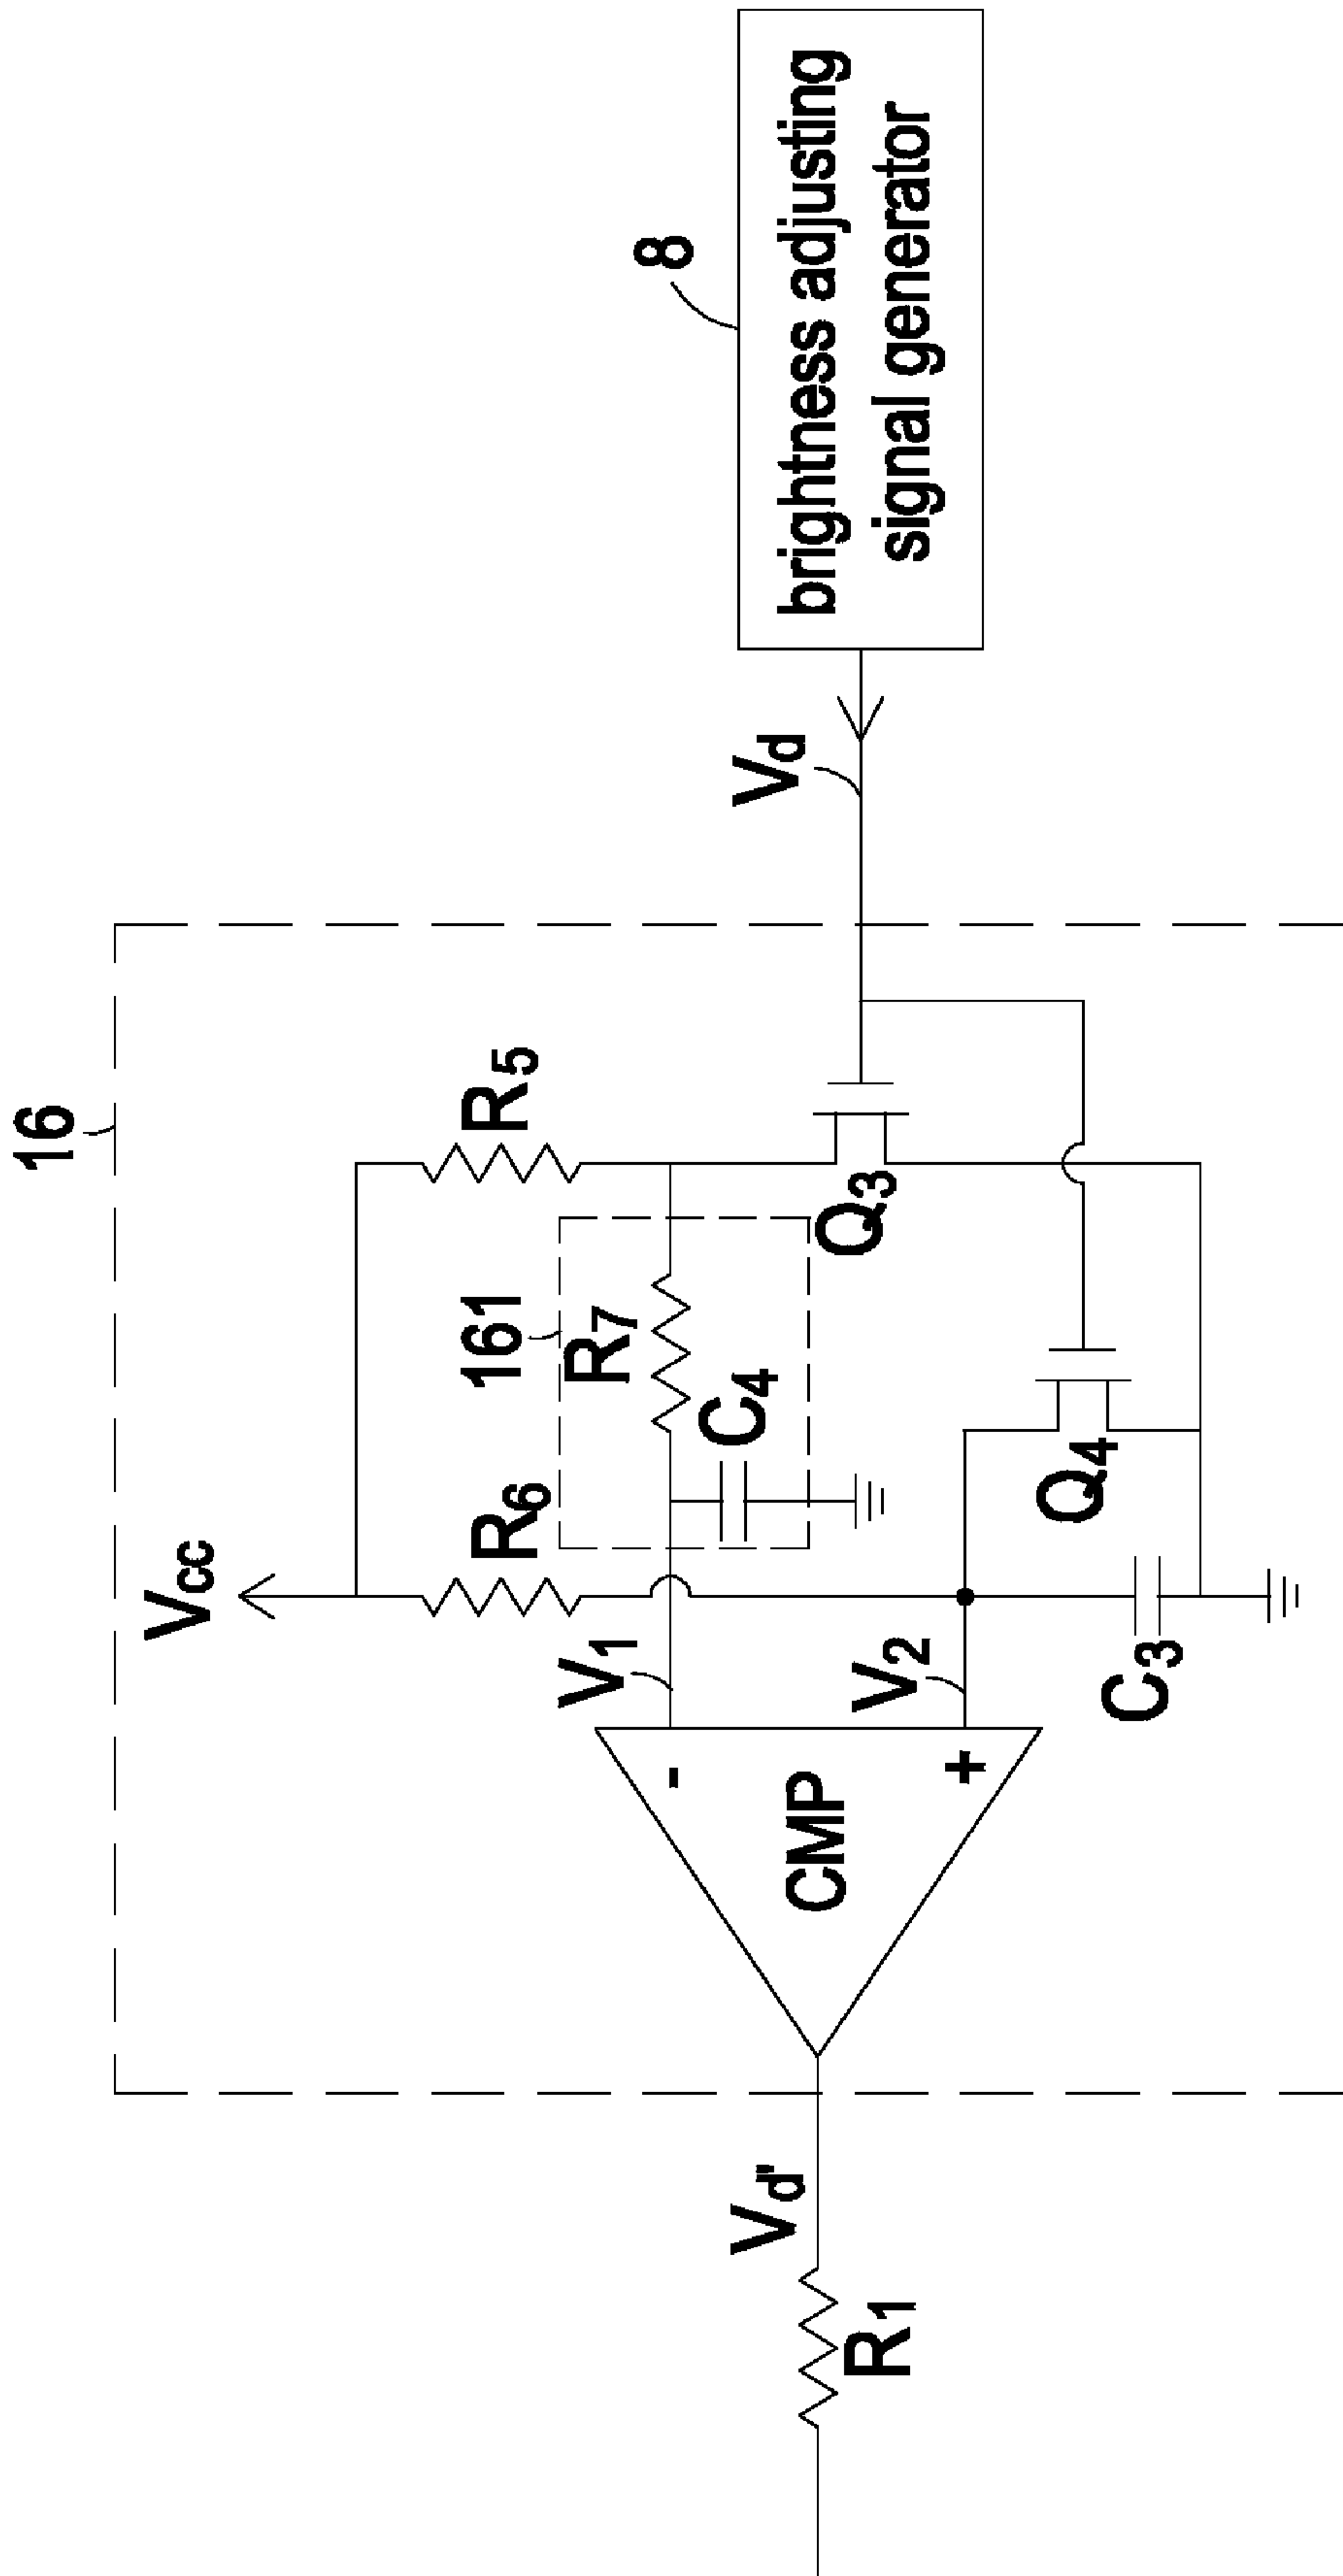 16
8
Vcc
R6
R5
161
R7
V1
C4
-
CMP
+
V2
Q3
Vd
brightness adjusting
signal generator
Vd'
R1
Q4
C3